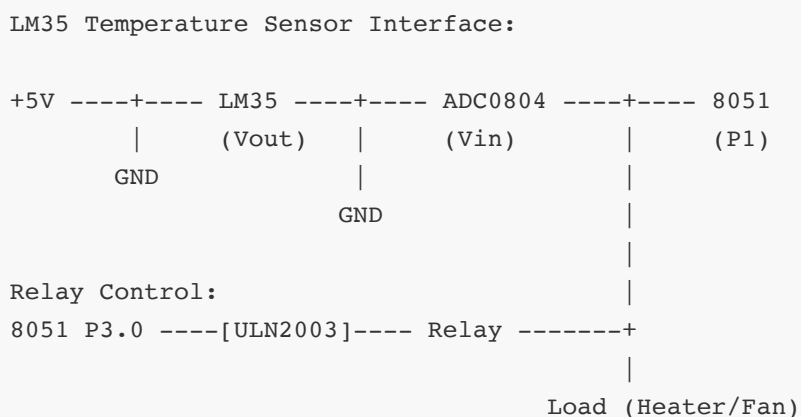 LM35 Temperature Sensor Interface:
+5V ----+---- LM35 ----+---- ADC0804 ----+---- 8051
| (Vout) | (Vin) | (P1)
GND | |
GND |
|
Relay Control: |
8051 P3.0 ----[ULN2003]---- Relay -------+
|
Load (Heater/Fan)